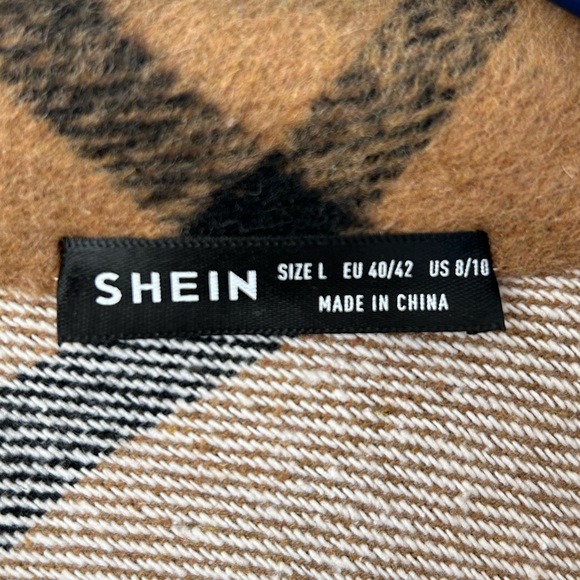 SHEIN SIZE L EU 40/42 US 8/10
MADE IN CHINA